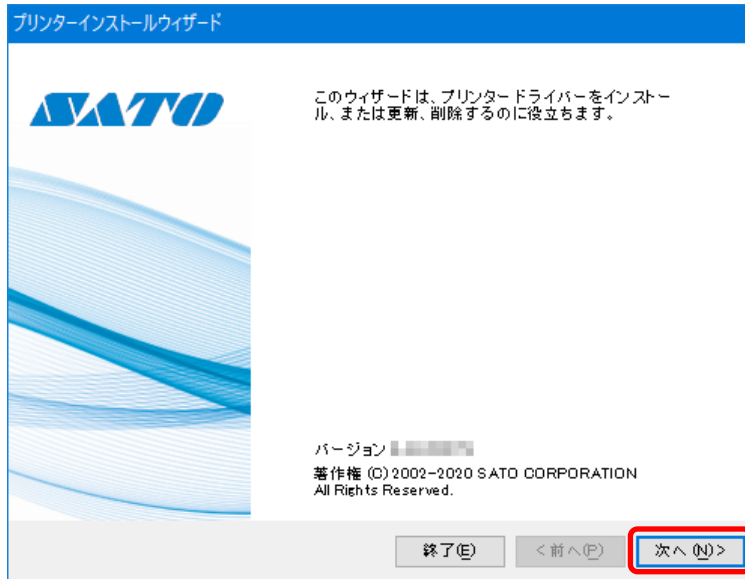 プリンターインストールウィザード
SATO
このウィザードは、プリンタードライバーをインストー
ル、または更新、削除するのに役立ちます。
バージョン
著作権 (C) 2002-2020 SATO CORPORATION
All Rights Reserved.
終了(E)
<前へ(P)
次へ(N)>